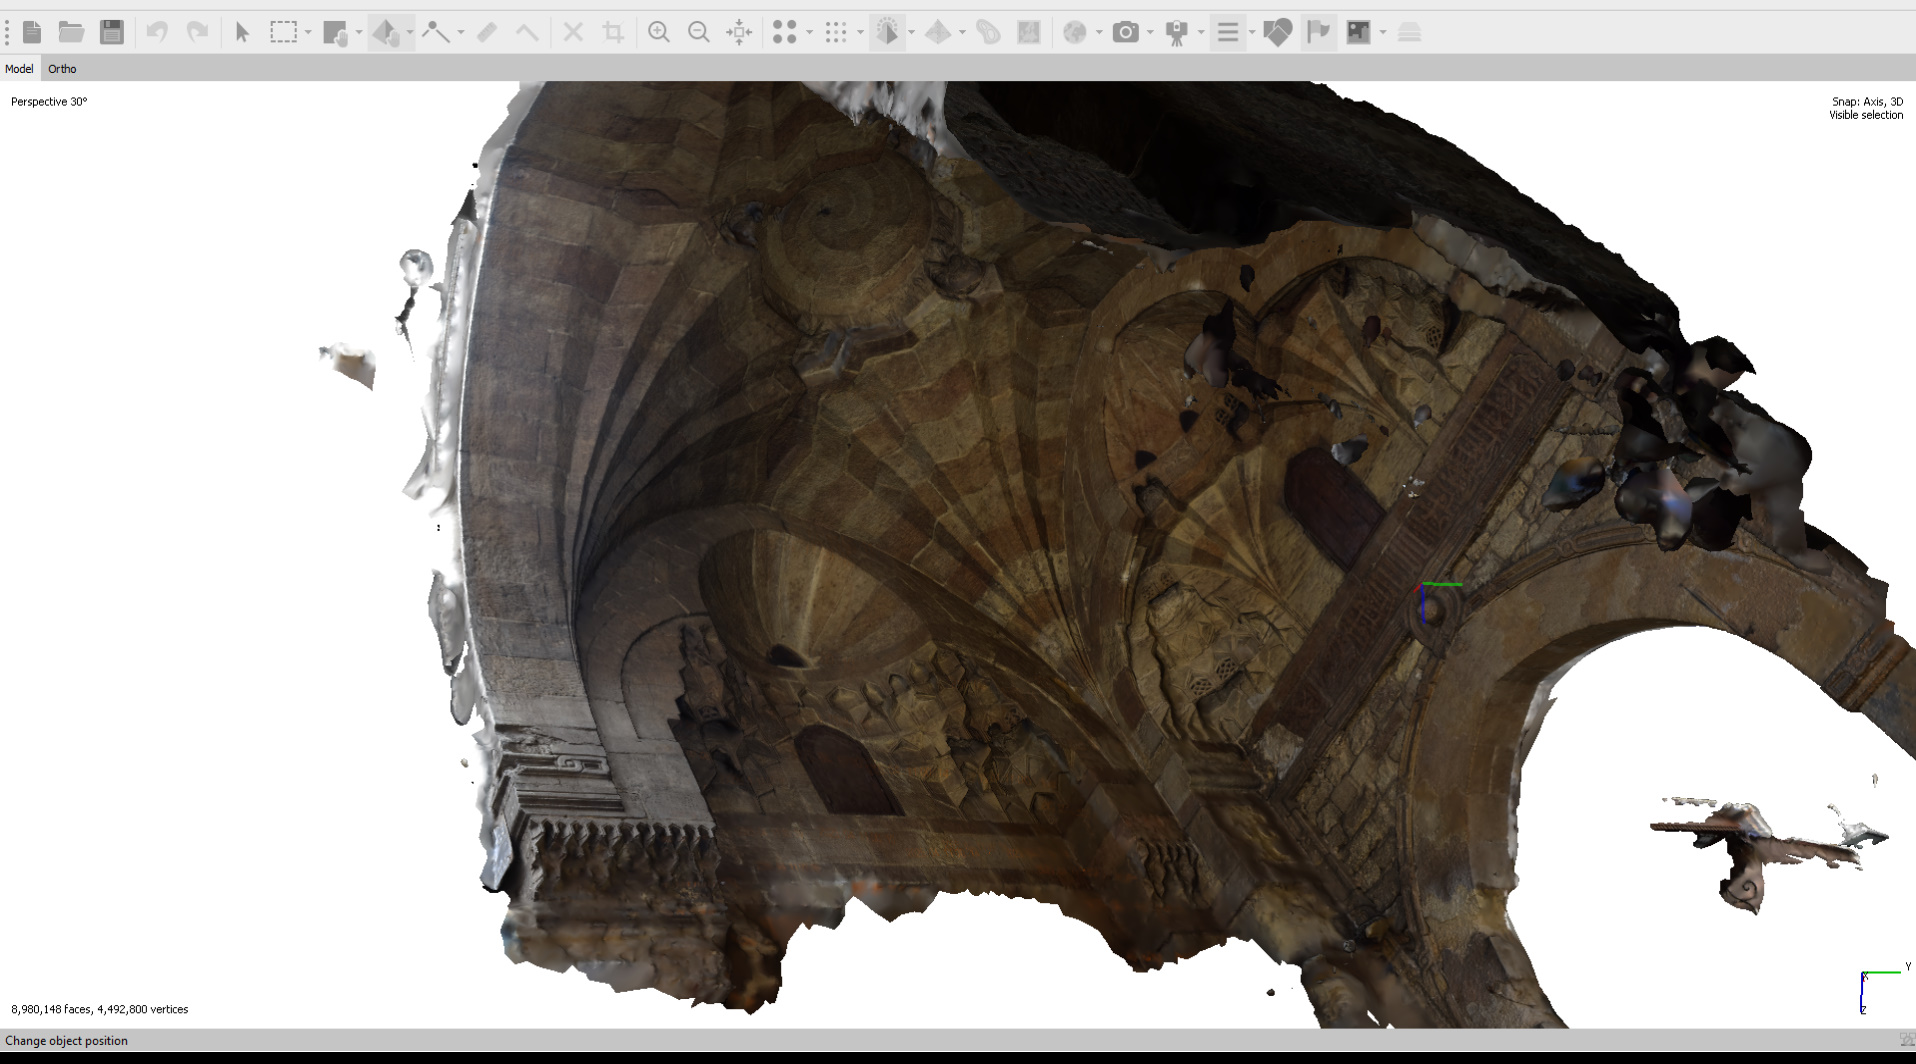 Model Ortho
Perspective 30°
Snap: Axis, 3D
Visible selection
Y
X
Z
8,980,148 faces, 4,492,800 vertices
Change object position